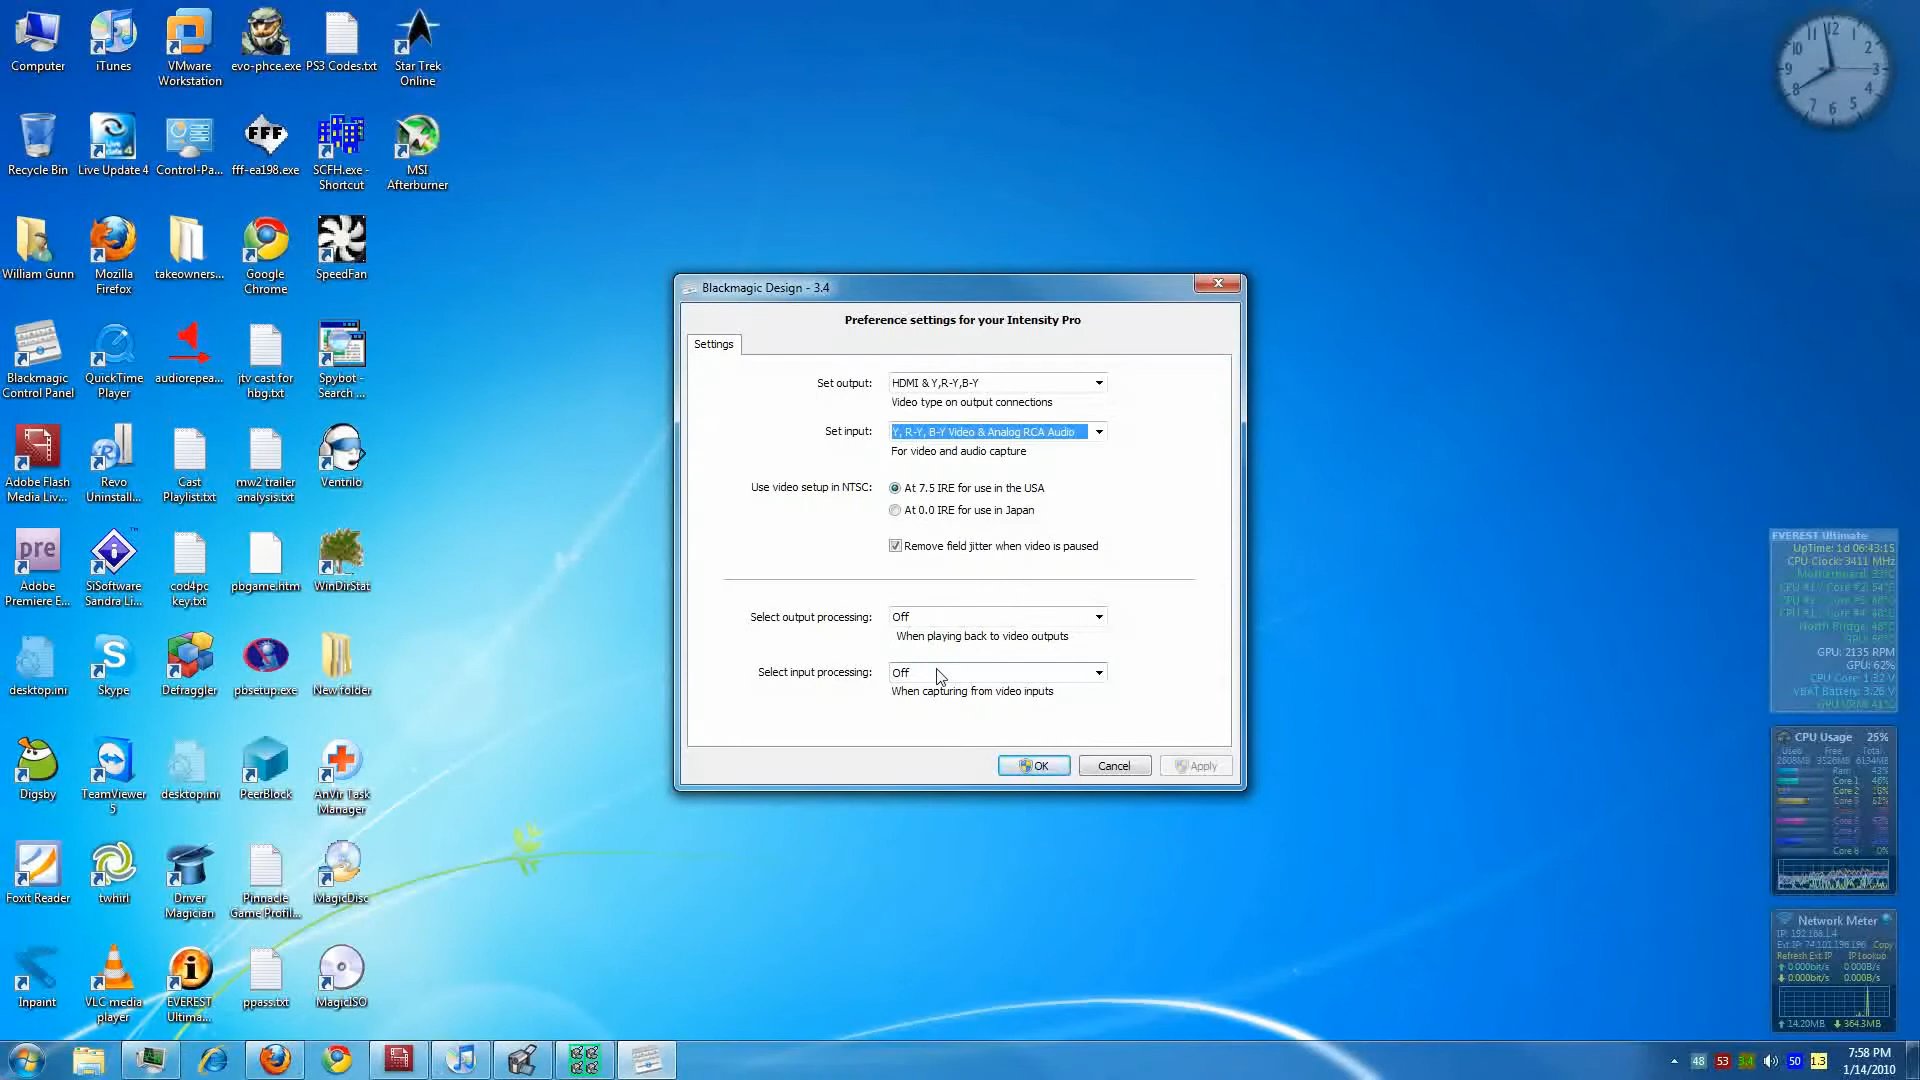 Computer
iTunes
VMware
Workstation
evo-phce.exe
PS3 Codes.txt
Star Trek
Online
Recycle Bin
Live Update 4
Control-Pa...
fff-ea198.exe
SCFH.exe -
Shortcut
MSI
Afterburner
William Gunn
Mozilla
Firefox
takeowners...
Google
Chrome
SpeedFan
Blackmagic
Control Panel
QuickTime
Player
audiorepea...
jtv cast for
hbg.txt
Spybot -
Search ...
Adobe Flash
Media Liv...
Revo
Uninstall...
Cast
Playlist.txt
mw2 trailer
analysis.txt
Ventrilo
pre
Adobe
Premiere E...
SiSoftware
Sandra Li...
cod4pc
key.txt
pbgame.htm
WinDirStat
desktop.ini
Skype
Defraggler
pbsetup.exe
New folder
Digsby
TeamViewer
5
desktop.ini
PeerBlock
AnVir Task
Manager
Foxit Reader
twhirl
Driver
Magician
Pinnacle
Game Profil...
MagicDisc
Inpaint
VLC media
player
EVEREST
Ultima...
ppass.txt
MagicISO
Blackmagic Design - 3.4
Preference settings for your Intensity Pro
Settings
Set output: HDMI & Y,R-Y,B-Y
Video type on output connections
Set input: Y, R-Y, B-Y Video & Analog RCA Audio
For video and audio capture
Use video setup in NTSC: At 7.5 IRE for use in the USA
At 0.0 IRE for use in Japan
Remove field jitter when video is paused
Select output processing: Off
When playing back to video outputs
Select input processing: Off
When capturing from video inputs
OK
Cancel
Apply
EVEREST Ultimate
UpTime: 1d 06:43:15
CPU Clock: 3411 MHz
GPU: 2135 RPM
GPU: 62%
CPU Core: 1.32 V
VBAT Battery: 3.26 V
CPU Usage 25%
Used Free Total
2608MB 3526MB 6134MB
Ram 43%
Core 1 46%
Network Meter
IP: 192.168.1.4
Ext.IP: 74.101.196.196 Copy
Refresh Ext.IP IP Lookup
0.000bit/s 0.000B/s
0.000bit/s 0.000B/s
14.20MB 364.3MB
48
53
3.4
50
1.3
7:58 PM
1/14/2010